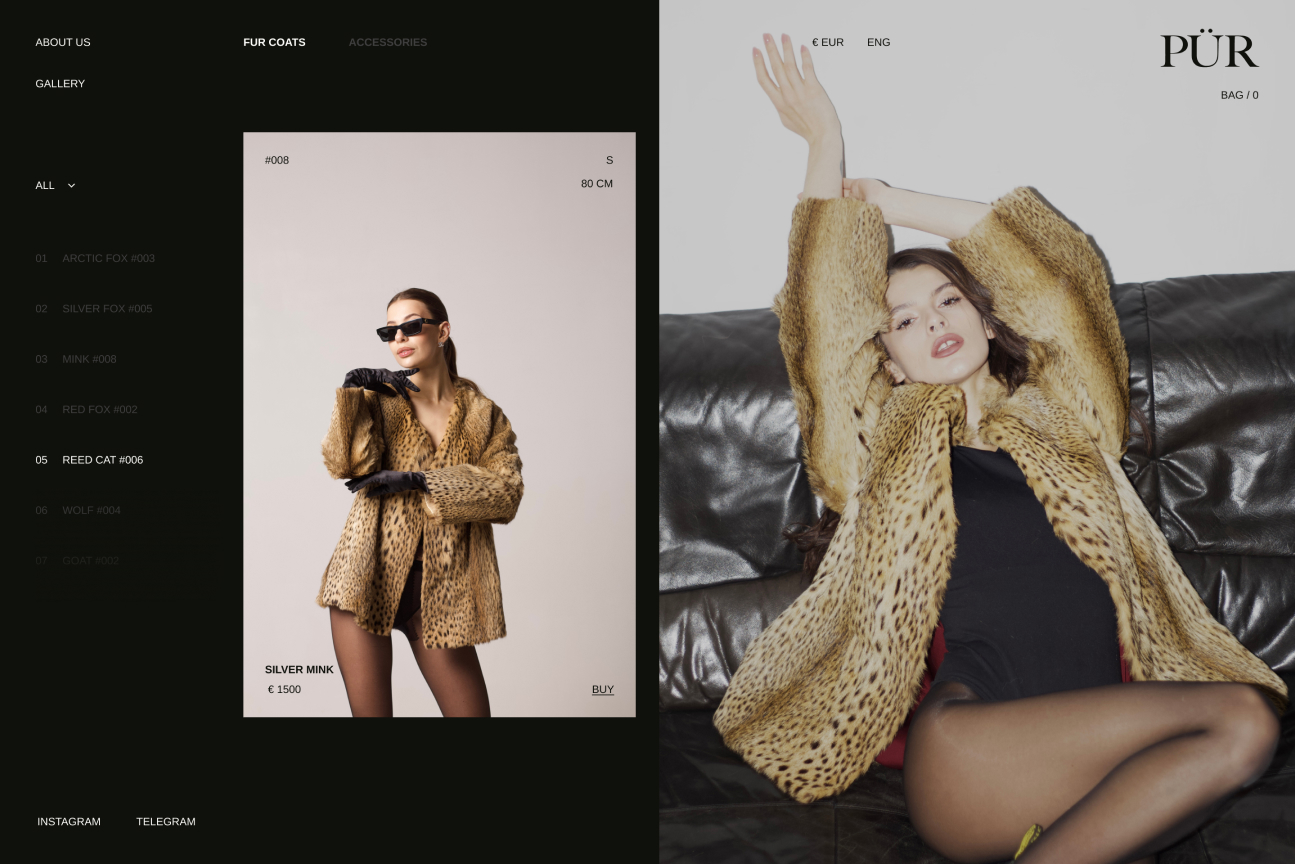 ABOUT US
FUR COATS
ACCESSORIES
€ EUR
ENG
PÜR
GALLERY
BAG / 0
#008
S
80 CM
ALL
01 ARCTIC FOX #003
02 SILVER FOX #005
03 MINK #008
04 RED FOX #002
05 REED CAT #006
06 WOLF #004
07 GOAT #002
SILVER MINK
€ 1500
BUY
INSTAGRAM
TELEGRAM